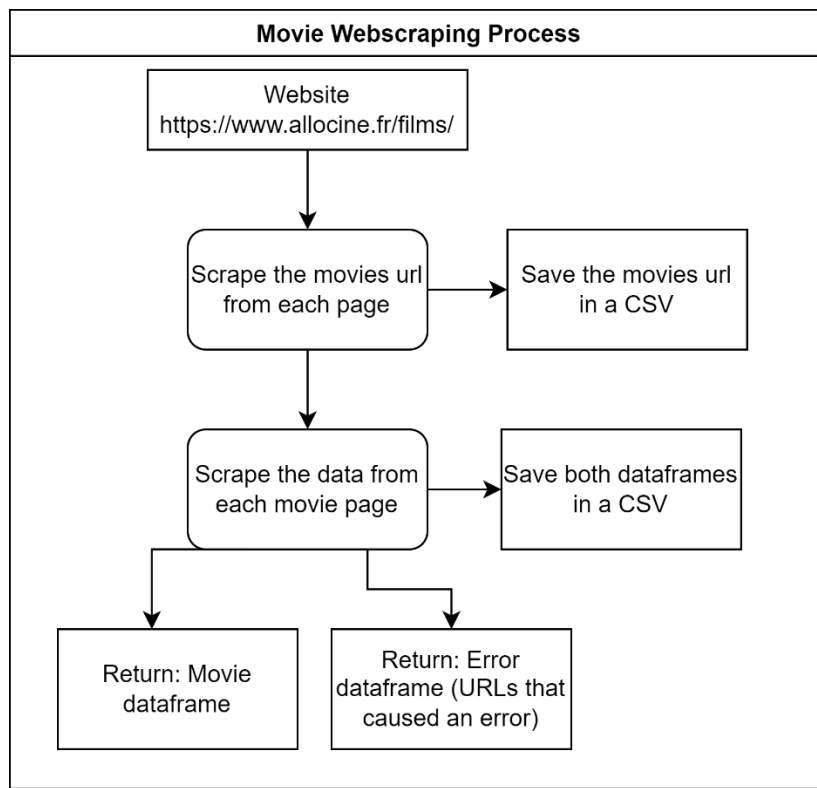 Movie Webscraping Process
Website
https://www.allocine.fr/films/
Scrape the movies url
from each page
Save the movies url
in a CSV
Scrape the data from
each movie page
Save both dataframes
in a CSV
Return: Movie
dataframe
Return: Error
dataframe (URLs that
caused an error)